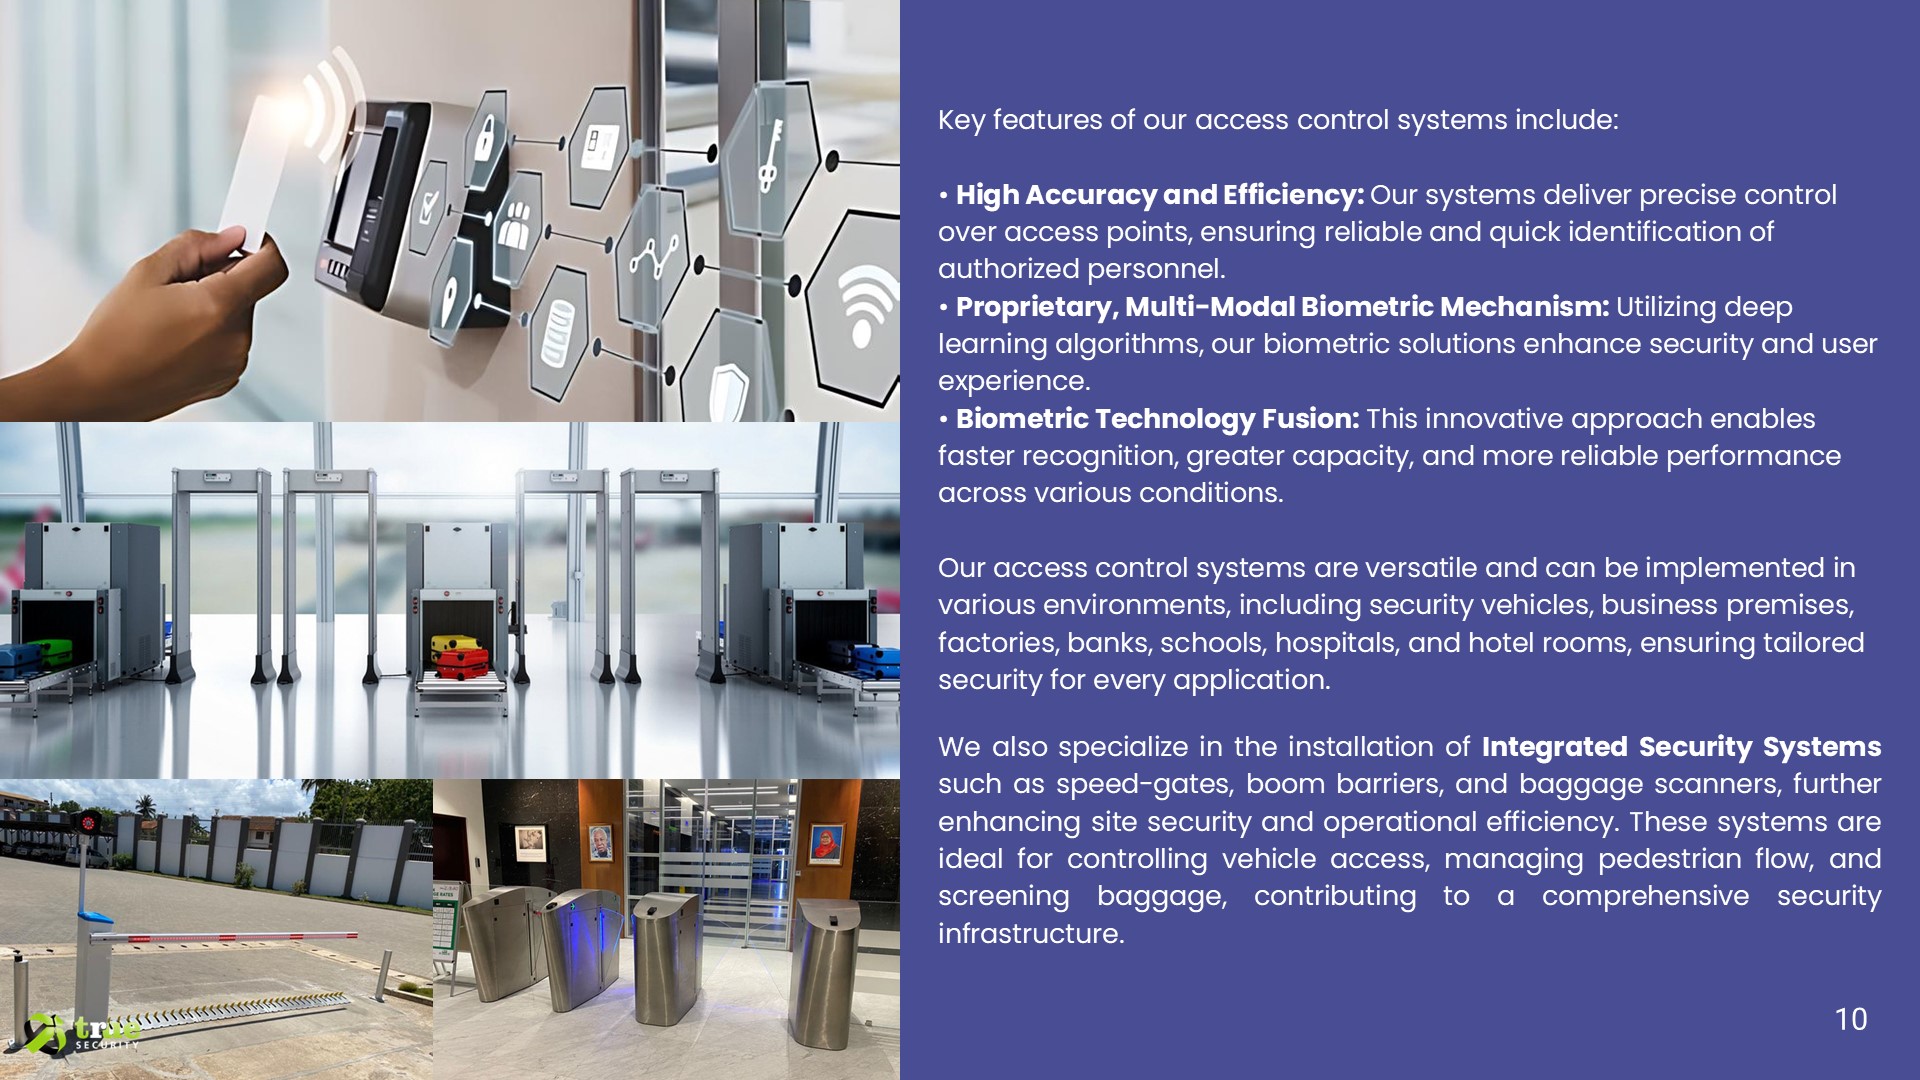 Key features of our access control systems include:
• High Accuracy and Efficiency: Our systems deliver precise control
over access points, ensuring reliable and quick identification of
authorized personnel.
• Proprietary, Multi-Modal Biometric Mechanism: Utilizing deep
learning algorithms, our biometric solutions enhance security and user
experience.
• Biometric Technology Fusion: This innovative approach enables
faster recognition, greater capacity, and more reliable performance
across various conditions.
Our access control systems are versatile and can be implemented in
various environments, including security vehicles, business premises,
factories, banks, schools, hospitals, and hotel rooms, ensuring tailored
security for every application.
We also specialize in the installation of Integrated Security Systems
such as speed-gates, boom barriers, and baggage scanners, further
enhancing site security and operational efficiency. These systems are
ideal for controlling vehicle access, managing pedestrian flow, and
screening baggage, contributing to a comprehensive security
infrastructure.
true
SECURITY
10